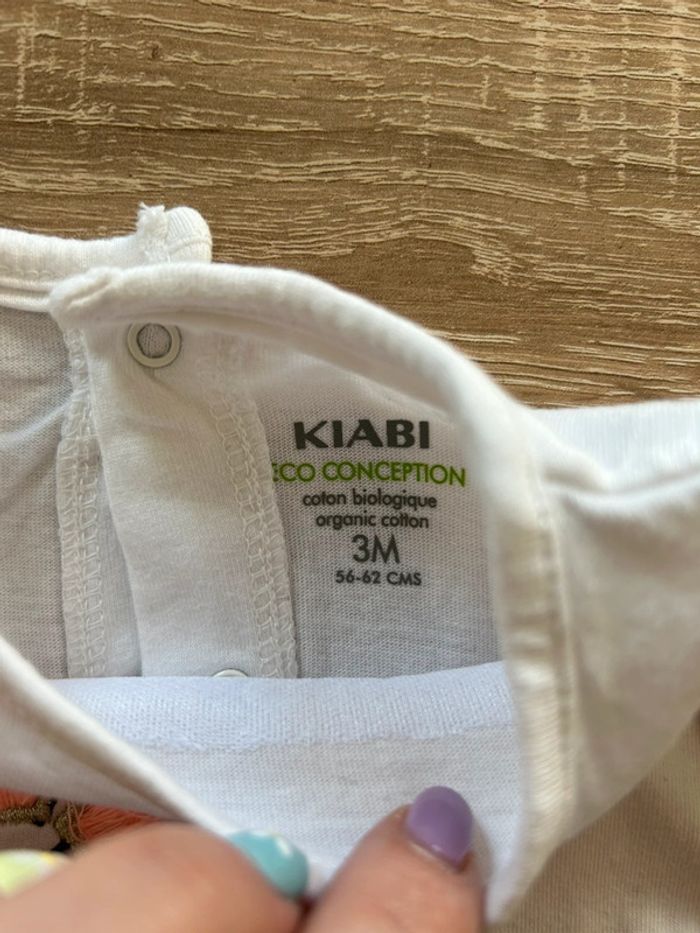 KIABI
ECO CONCEPTION
coton biologique
organic cotton
3M
56-62 CMS